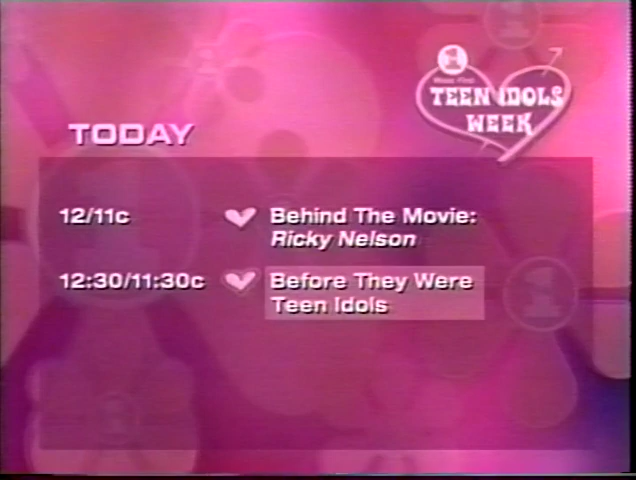 1
Music First
TEEN IDOLS
WEEK
TODAY
12/11c
Behind The Movie:
Ricky Nelson
12:30/11:30c
Before They Were
Teen Idols